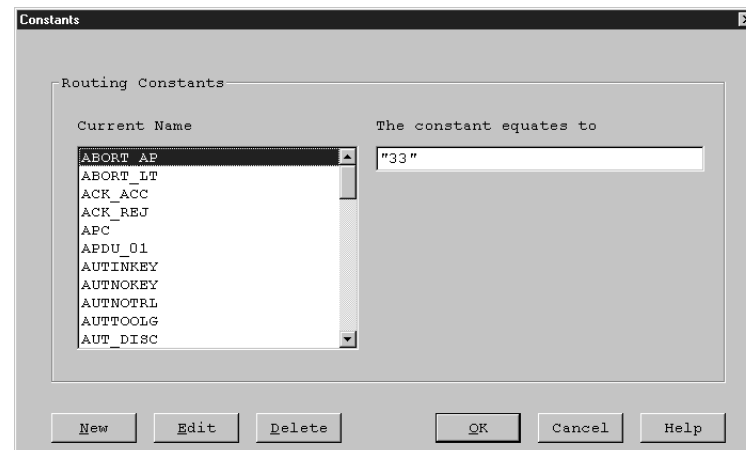 Constants
Routing Constants
Current Name
The constant equates to
ABORT_AP
"33"
ABORT_LT
ACK_ACC
ACK_REJ
APC
APDU_01
AUTINKEY
AUTNOKEY
AUTNOTRL
AUTTOOLG
AUT_DISC
New
Edit
Delete
OK
Cancel
Help